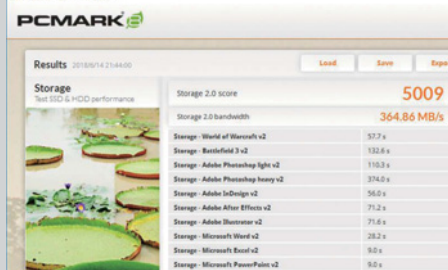 PCMARK 8
Results 2018/6/14 21:44:00
Load Save Expo
Storage
Test SSD & HDD performance
Storage 2.0 score 5009
Storage 2.0 bandwidth 364.86 MB/s
Storage - World of Warcraft v2 57.7 s
Storage - Battlefield 3 v2 132.6 s
Storage - Adobe Photoshop light v2 110.3 s
Storage - Adobe Photoshop heavy v2 374.0 s
Storage - Adobe InDesign v2 56.0 s
Storage - Adobe After Effects v2 71.2 s
Storage - Adobe Illustrator v2 71.6 s
Storage - Microsoft Word v2 28.2 s
Storage - Microsoft Excel v2 9.0 s
Storage - Microsoft PowerPoint v2 9.0 s